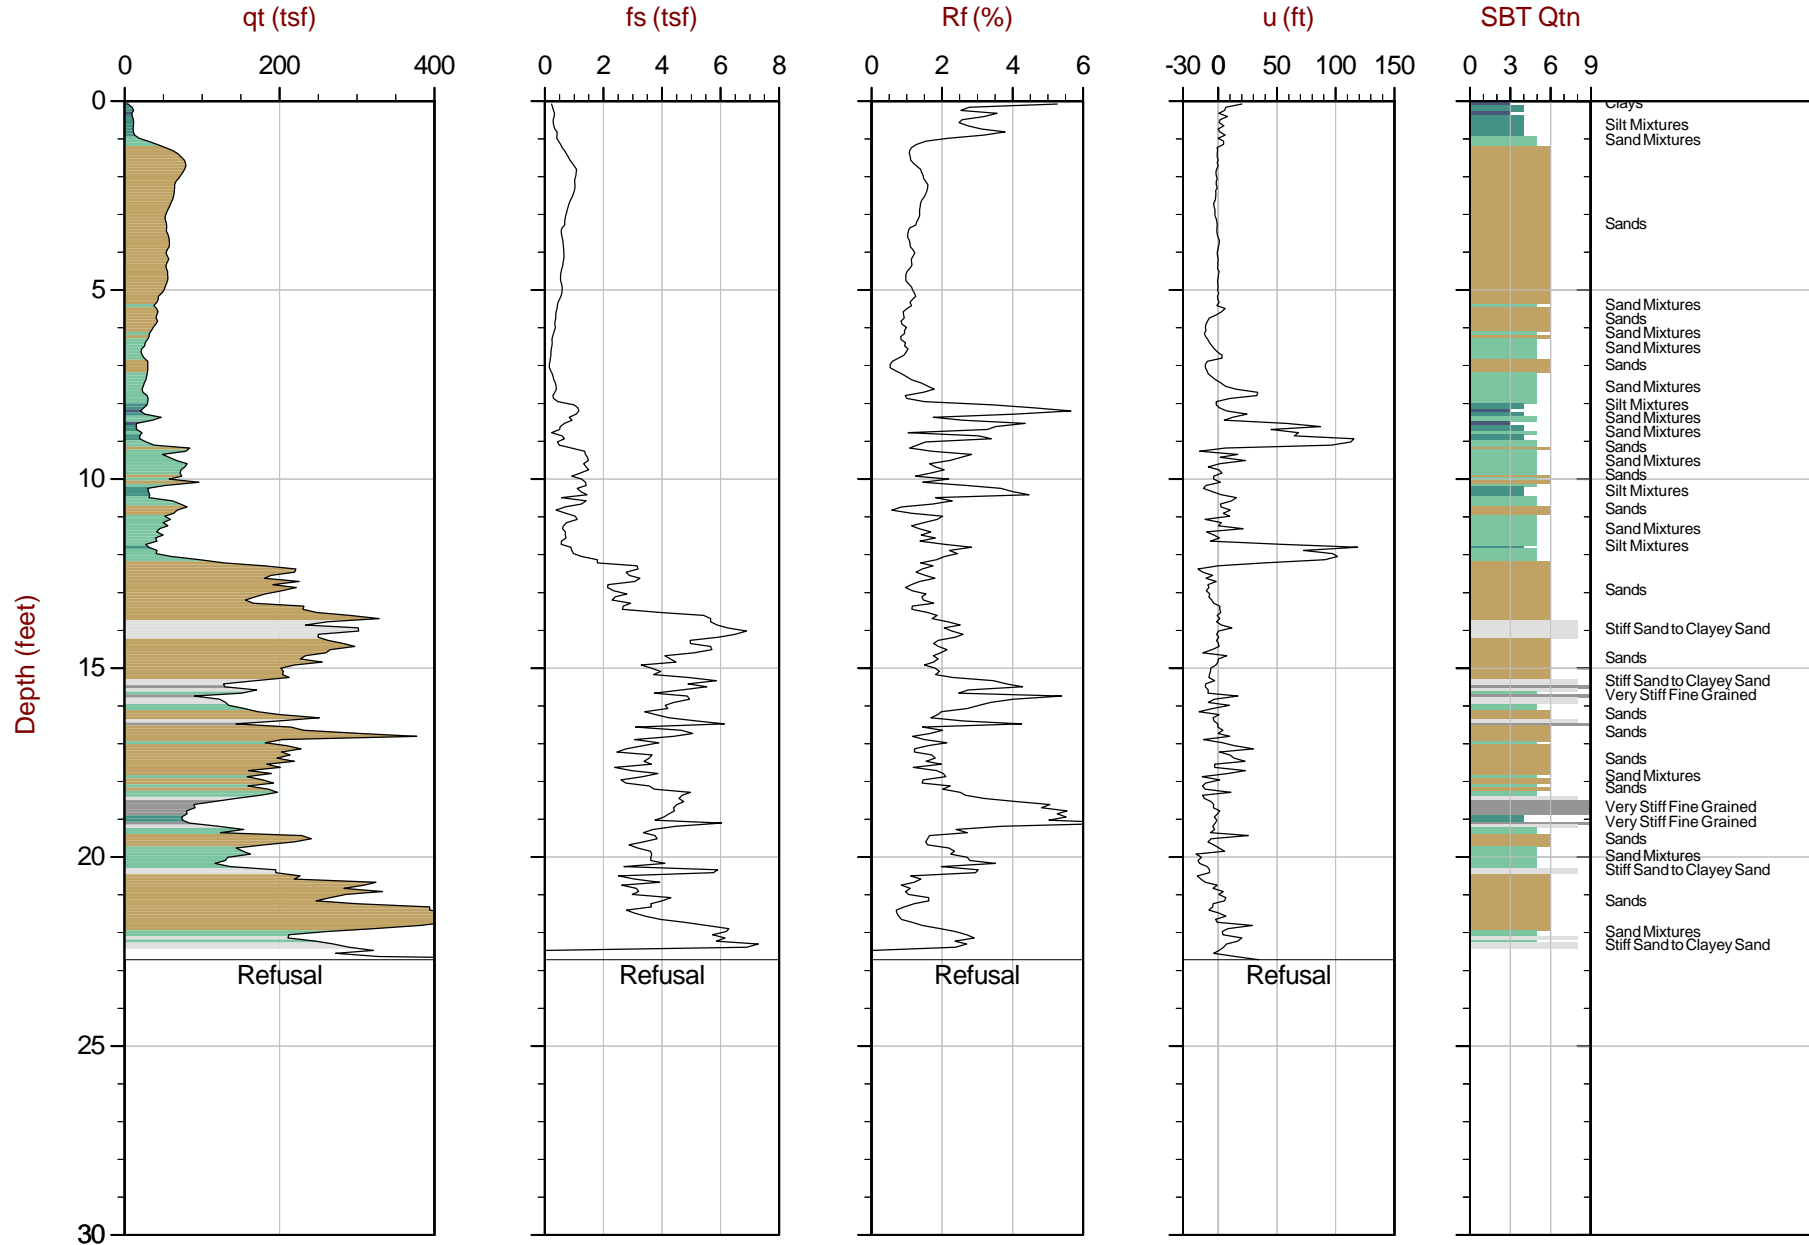 qt (tsf) fs (tsf) Rf (%) u (ft) SBT Qtn
0 200 400 0 2 4 6 8 0 2 4 6 -30 0 50 100 150 0 3 6 9
0
Clays
Silt Mixtures
Sand Mixtures
Sands
5
Sand Mixtures
Sands
Sand Mixtures
Sand Mixtures
Sands
Sand Mixtures
Silt Mixtures
Sand Mixtures
Sand Mixtures
Sands
Sand Mixtures
Sands
10
Silt Mixtures
Sands
Sand Mixtures
Silt Mixtures
Sands
Stiff Sand to Clayey Sand
Sands
15
Stiff Sand to Clayey Sand
Very Stiff Fine Grained
Sands
Sands
Sands
Sand Mixtures
Sands
Very Stiff Fine Grained
Very Stiff Fine Grained
Sands
Sand Mixtures
20
Stiff Sand to Clayey Sand
Sands
Sand Mixtures
Stiff Sand to Clayey Sand
Refusal Refusal Refusal Refusal
25
30
Depth (feet)